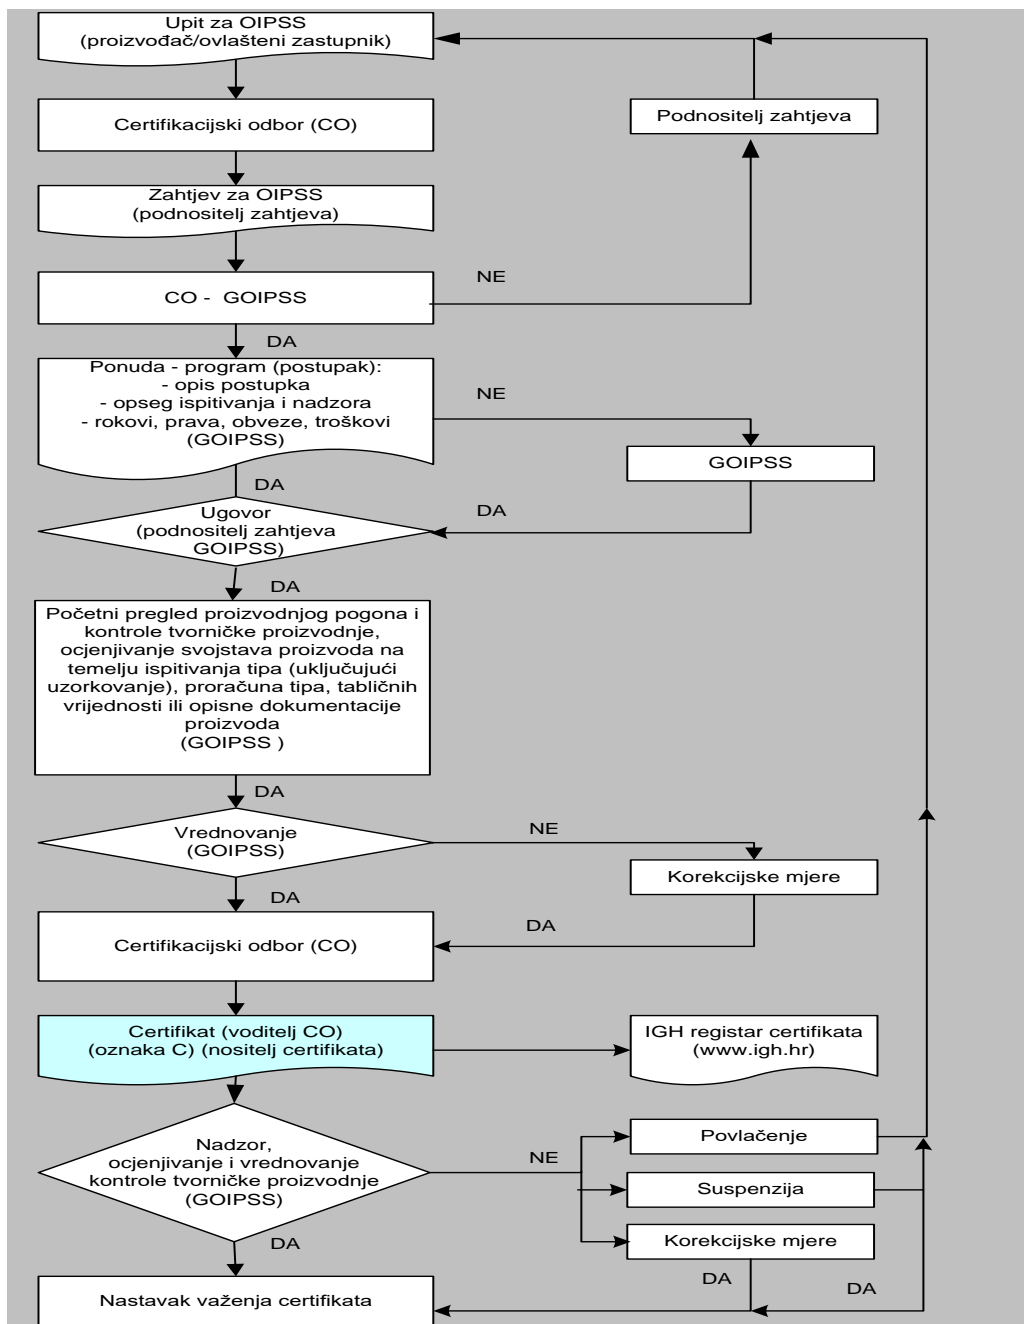 Upit za OIPSS
(proizvođač/ovlašteni zastupnik)
Certifikacijski odbor (CO)
Podnositelj zahtjeva
Zahtjev za OIPSS
(podnositelj zahtjeva)
CO - GOIPSS
NE
DA
Ponuda - program (postupak):
- opis postupka
- opseg ispitivanja i nadzora
- rokovi, prava, obveze, troškovi
(GOIPSS)
NE
GOIPSS
DA
DA
Ugovor
(podnositelj zahtjeva
GOIPSS)
DA
Početni pregled proizvodnjog pogona i
kontrole tvorničke proizvodnje,
ocjenjivanje svojstava proizvoda na
temelju ispitivanja tipa (uključujući
uzorkovanje), proračuna tipa, tabličnih
vrijednosti ili opisne dokumentacije
proizvoda
(GOIPSS )
DA
Vrednovanje
(GOIPSS)
NE
Korekcijske mjere
DA
DA
Certifikacijski odbor (CO)
Certifikat (voditelj CO)
(oznaka C) (nositelj certifikata)
IGH registar certifikata
(www.igh.hr)
Nadzor,
ocjenjivanje i vrednovanje
kontrole tvorničke proizvodnje
(GOIPSS)
NE
Povlačenje
Suspenzija
Korekcijske mjere
DA
DA
DA
Nastavak važenja certifikata